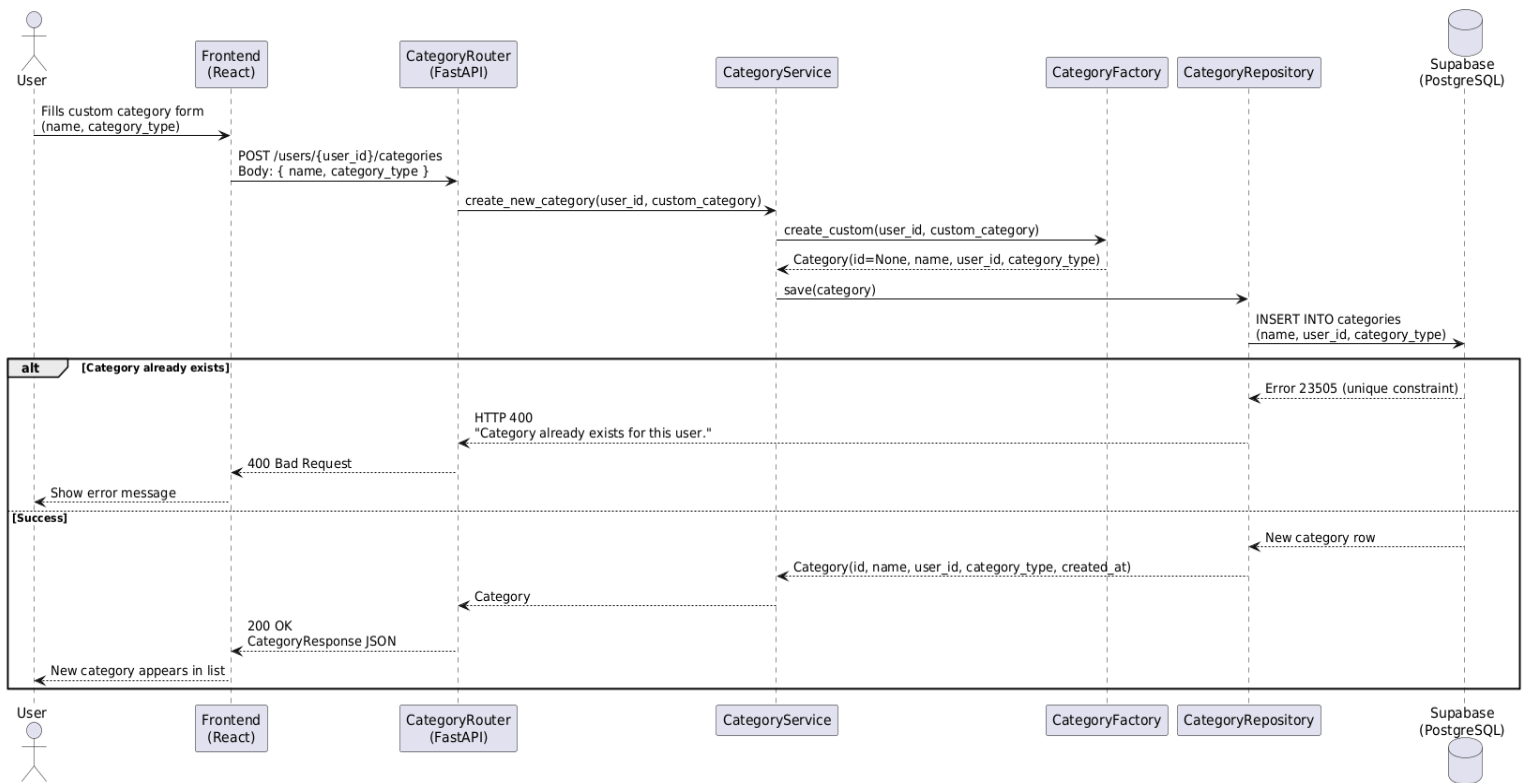 User
Frontend
(React)
CategoryRouter
(FastAPI)
CategoryService
CategoryFactory
CategoryRepository
Supabase
(PostgreSQL)
Fills custom category form
(name, category_type)
POST /users/{user_id}/categories
Body: { name, category_type }
create_new_category(user_id, custom_category)
create_custom(user_id, custom_category)
Category(id=None, name, user_id, category_type)
save(category)
INSERT INTO categories
(name, user_id, category_type)
alt
[Category already exists]
Error 23505 (unique constraint)
HTTP 400
"Category already exists for this user."
400 Bad Request
Show error message
[Success]
New category row
Category(id, name, user_id, category_type, created_at)
Category
200 OK
CategoryResponse JSON
New category appears in list
User
Frontend
(React)
CategoryRouter
(FastAPI)
CategoryService
CategoryFactory
CategoryRepository
Supabase
(PostgreSQL)